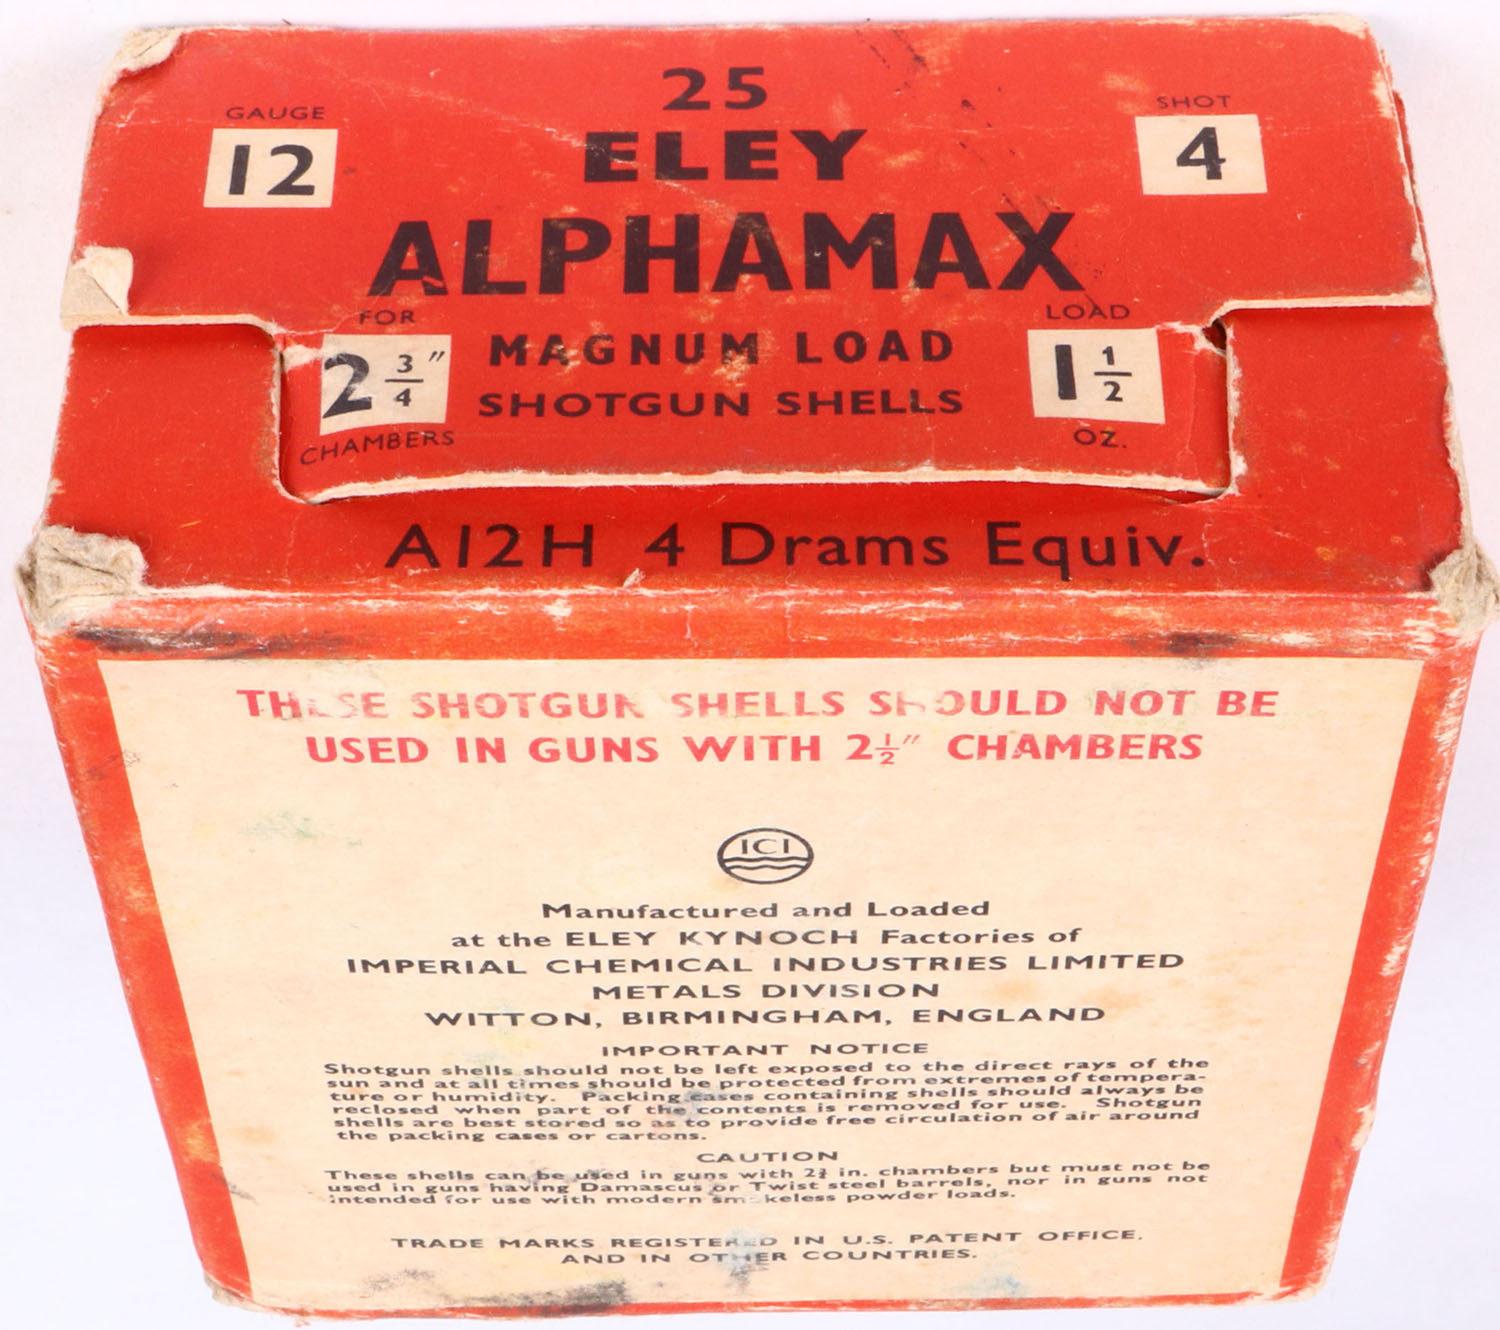 25
GAUGE
12
SHOT
4
ELEY
ALPHAMAX
FOR
2 3/4"
CHAMBERS
MAGNUM LOAD
SHOTGUN SHELLS
LOAD
1 1/2
OZ.
A12H 4 Drams Equiv.
THESE SHOTGUN SHELLS SHOULD NOT BE
USED IN GUNS WITH 2 1/2" CHAMBERS
ICI
Manufactured and Loaded
at the ELEY KYNOCH Factories of
IMPERIAL CHEMICAL INDUSTRIES LIMITED
METALS DIVISION
WITTON, BIRMINGHAM, ENGLAND
IMPORTANT NOTICE
Shotgun shells should not be left exposed to the direct rays of the
sun and at all times should be protected from extremes of tempera-
ture or humidity. Packing cases containing shells should always be
reclosed when part of the contents is removed for use. Shotgun
shells are best stored so as to provide free circulation of air around
the packing cases or cartons.
CAUTION
These shells can be used in guns with 2 3/4 in. chambers but must not be
used in guns having Damascus or Twist steel barrels, nor in guns not
intended for use with modern smokeless powder loads.
TRADE MARKS REGISTERED IN U.S. PATENT OFFICE,
AND IN OTHER COUNTRIES.